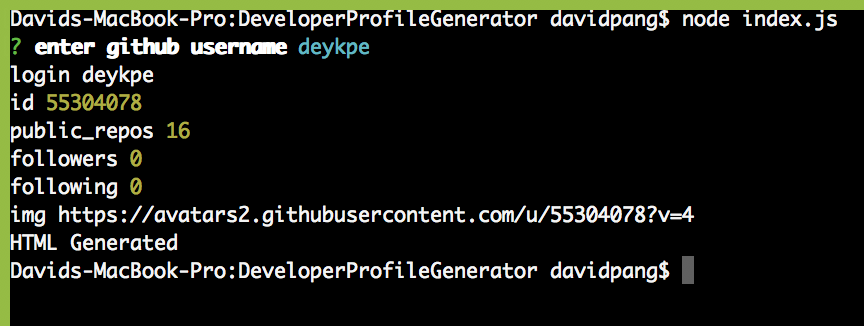 Davids-MacBook-Pro:DeveloperProfileGenerator davidpang$ node index.js
? enter github username deykpe
login deykpe
id 55304078
public_repos 16
followers 0
following 0
img https://avatars2.githubusercontent.com/u/55304078?v=4
HTML Generated
Davids-MacBook-Pro:DeveloperProfileGenerator davidpang$